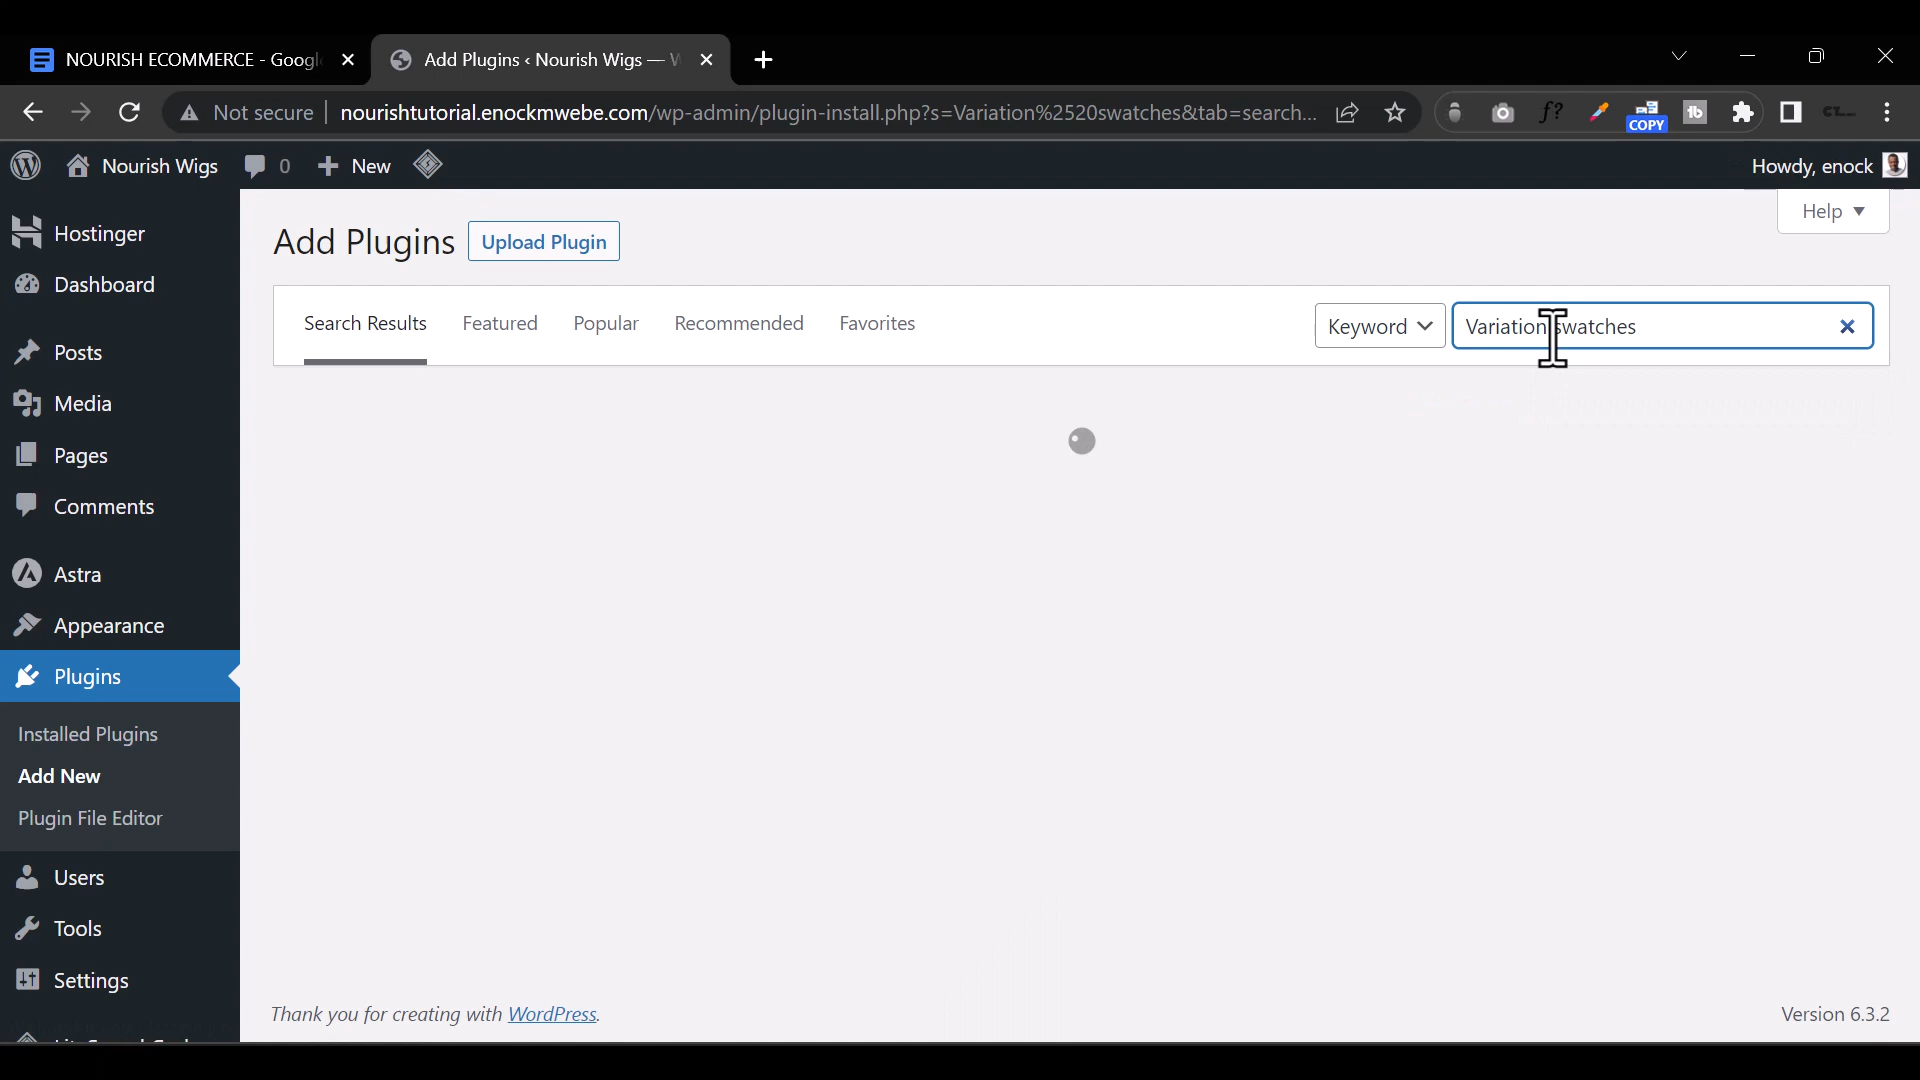 NOURISH ECOMMERCE - Googl
Add Plugins ‹ Nourish Wigs — W
Not secure
nourishtutorial.enockmwebe.com/wp-admin/plugin-install.php?s=Variation%2520swatches&tab=search...
f?
COPY
tb
Nourish Wigs
0
New
Howdy, enock
Hostinger
Dashboard
Posts
Media
Pages
Comments
Astra
Appearance
Plugins
Installed Plugins
Add New
Plugin File Editor
Users
Tools
Settings
Help
Add Plugins
Upload Plugin
Search Results
Featured
Popular
Recommended
Favorites
Keyword
Variation swatches
Thank you for creating with WordPress.
Version 6.3.2